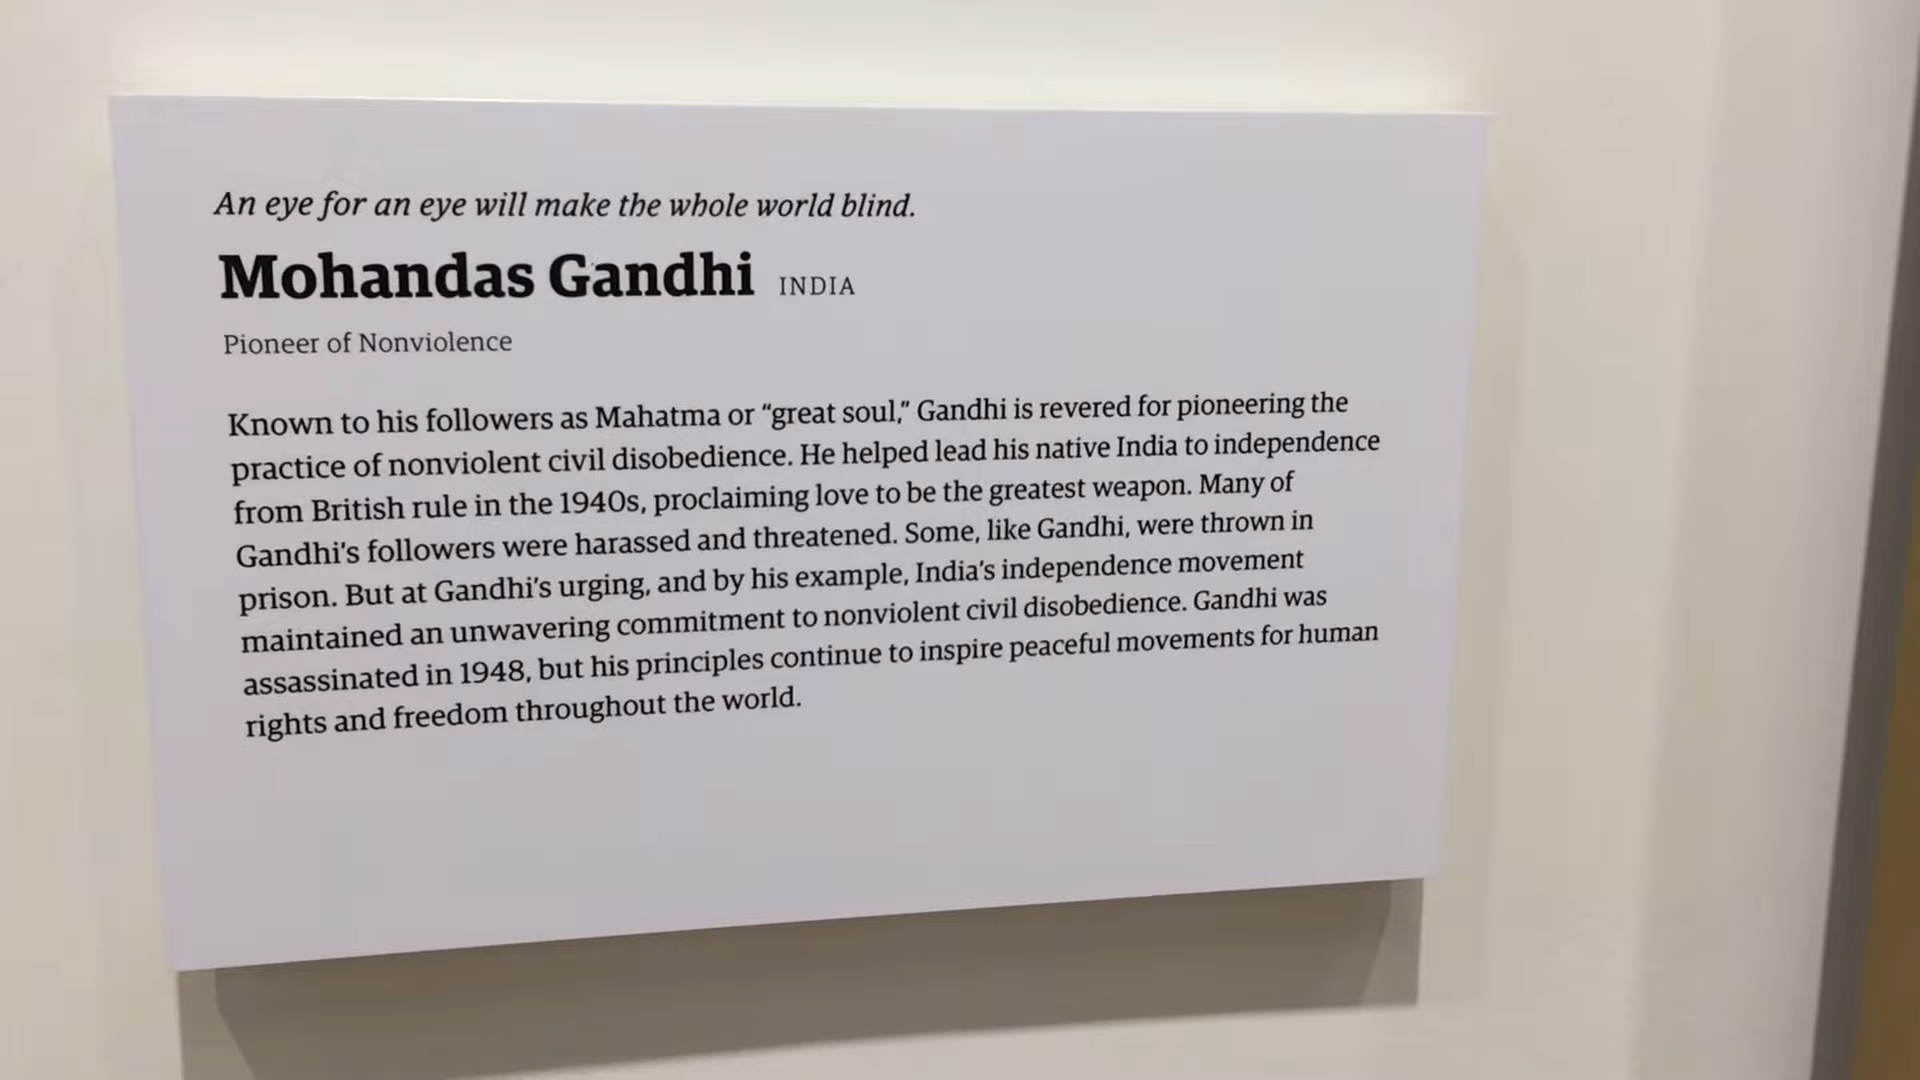 An eye for an eye will make the whole world blind.
Mohandas Gandhi INDIA
Pioneer of Nonviolence
Known to his followers as Mahatma or “great soul,” Gandhi is revered for pioneering the
practice of nonviolent civil disobedience. He helped lead his native India to independence
from British rule in the 1940s, proclaiming love to be the greatest weapon. Many of
Gandhi’s followers were harassed and threatened. Some, like Gandhi, were thrown in
prison. But at Gandhi’s urging, and by his example, India’s independence movement
maintained an unwavering commitment to nonviolent civil disobedience. Gandhi was
assassinated in 1948, but his principles continue to inspire peaceful movements for human
rights and freedom throughout the world.